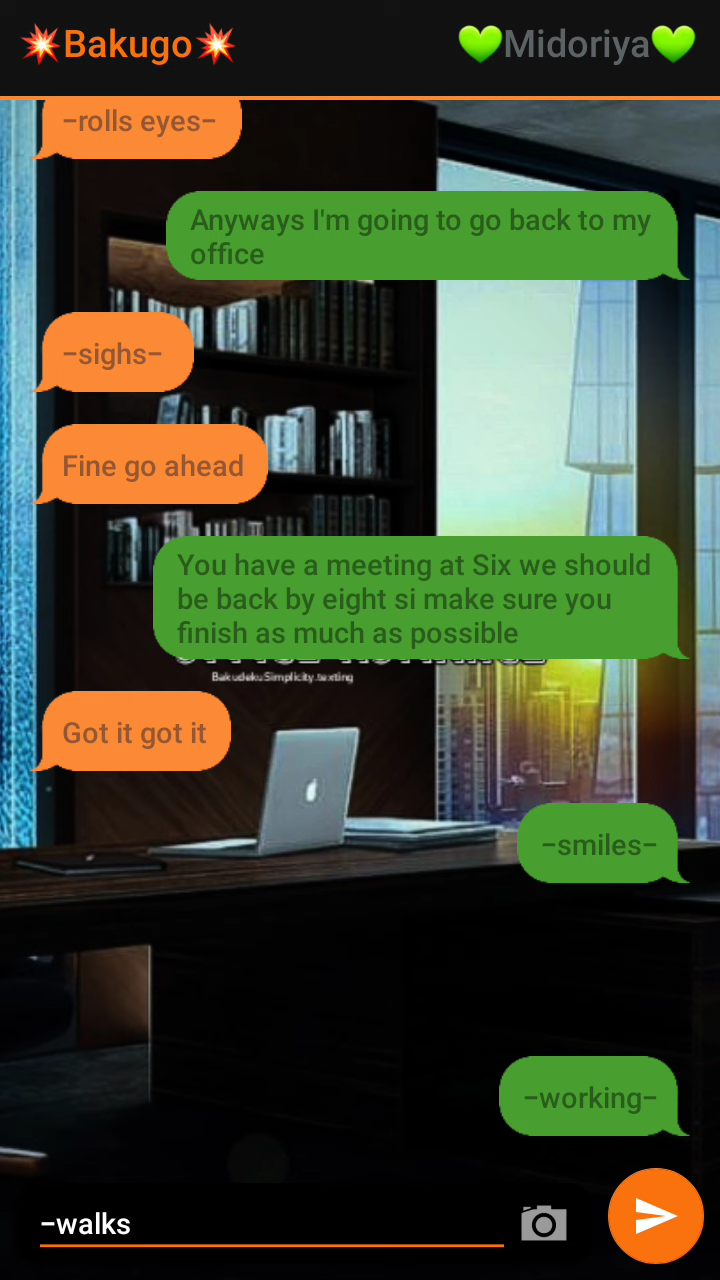 💥Bakugo💥
💚Midoriya💚
–rolls eyes–
Anyways I'm going to go back to my
office
–sighs–
Fine go ahead
You have a meeting at Six we should
be back by eight si make sure you
finish as much as possible
BakudekuSimplicity.texting
Got it got it
–smiles–
–working–
–walks